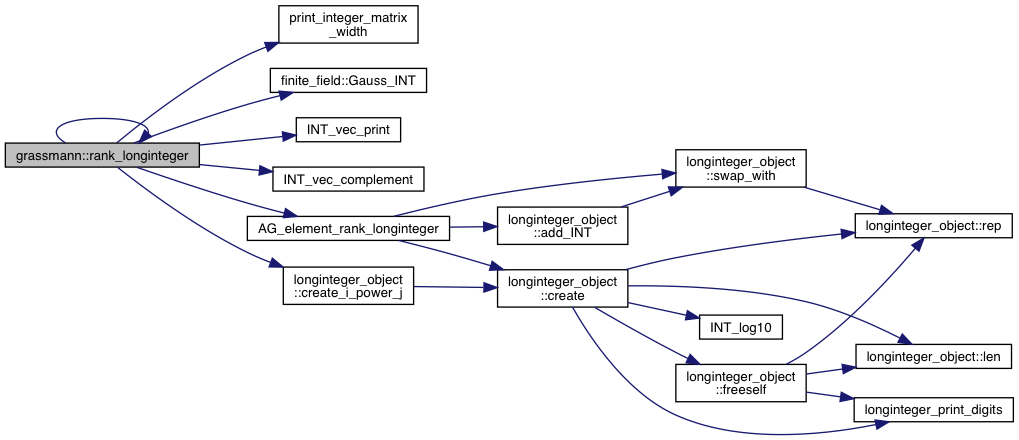 print_integer_matrix
_width
finite_field::Gauss_INT
INT_vec_print
grassmann::rank_longinteger
INT_vec_complement
AG_element_rank_longinteger
longinteger_object
::create_i_power_j
longinteger_object
::swap_with
longinteger_object
::add_INT
longinteger_object
::create
INT_log10
longinteger_object
::freeself
longinteger_object::rep
longinteger_object::len
longinteger_print_digits